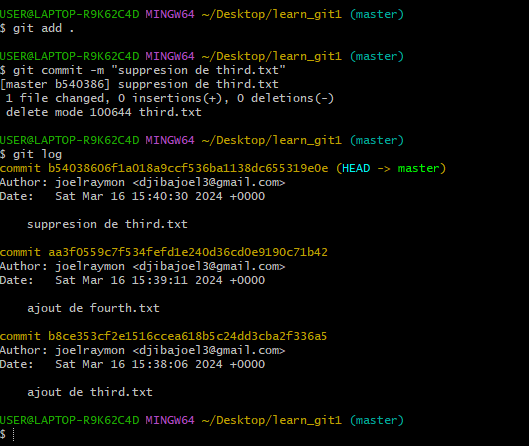 USER@LAPTOP-R9K62C4D MINGW64 ~/Desktop/learn_git1 (master)
$ git add .
USER@LAPTOP-R9K62C4D MINGW64 ~/Desktop/learn_git1 (master)
$ git commit -m "suppresion de third.txt"
[master b540386] suppresion de third.txt
 1 file changed, 0 insertions(+), 0 deletions(-)
 delete mode 100644 third.txt
USER@LAPTOP-R9K62C4D MINGW64 ~/Desktop/learn_git1 (master)
$ git log
commit b54038606f1a018a9ccf536ba1138dc655319e0e (HEAD -> master)
Author: joelraymon <djibajoel3@gmail.com>
Date:   Sat Mar 16 15:40:30 2024 +0000
    suppresion de third.txt
commit aa3f0559c7f534fefd1e240d36cd0e9190c71b42
Author: joelraymon <djibajoel3@gmail.com>
Date:   Sat Mar 16 15:39:11 2024 +0000
    ajout de fourth.txt
commit b8ce353cf2e1516ccea618b5c24dd3cba2f336a5
Author: joelraymon <djibajoel3@gmail.com>
Date:   Sat Mar 16 15:38:06 2024 +0000
    ajout de third.txt
USER@LAPTOP-R9K62C4D MINGW64 ~/Desktop/learn_git1 (master)
$